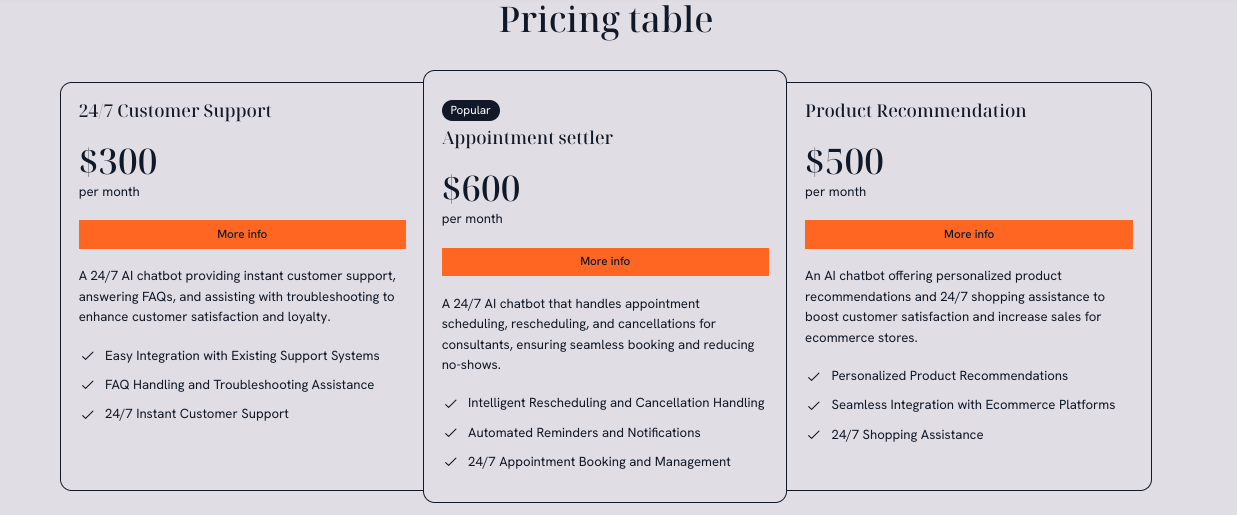 Pricing table
24/7 Customer Support
$300
per month
More info
A 24/7 AI chatbot providing instant customer support,
answering FAQs, and assisting with troubleshooting to
enhance customer satisfaction and loyalty.
Easy Integration with Existing Support Systems
FAQ Handling and Troubleshooting Assistance
24/7 Instant Customer Support
Popular
Appointment settler
$600
per month
More info
A 24/7 AI chatbot that handles appointment
scheduling, rescheduling, and cancellations for
consultants, ensuring seamless booking and reducing
no-shows.
Intelligent Rescheduling and Cancellation Handling
Automated Reminders and Notifications
24/7 Appointment Booking and Management
Product Recommendation
$500
per month
More info
An AI chatbot offering personalized product
recommendations and 24/7 shopping assistance to
boost customer satisfaction and increase sales for
ecommerce stores.
Personalized Product Recommendations
Seamless Integration with Ecommerce Platforms
24/7 Shopping Assistance